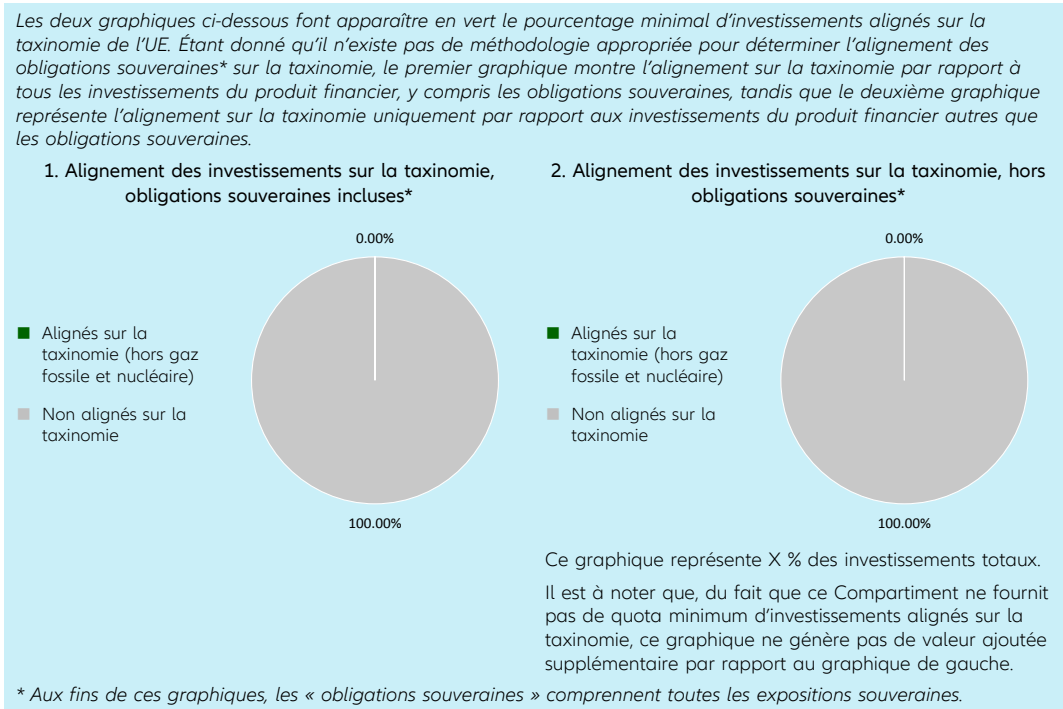 Les deux graphiques ci-dessous font apparaître en vert le pourcentage minimal d’investissements alignés sur la
taxinomie de l’UE. Étant donné qu’il n’existe pas de méthodologie appropriée pour déterminer l’alignement des
obligations souveraines* sur la taxinomie, le premier graphique montre l’alignement sur la taxinomie par rapport à
tous les investissements du produit financier, y compris les obligations souveraines, tandis que le deuxième graphique
représente l’alignement sur la taxinomie uniquement par rapport aux investissements du produit financier autres que
les obligations souveraines.
1. Alignement des investissements sur la taxinomie,
obligations souveraines incluses*
0.00%
Alignés sur la
taxinomie (hors gaz
fossile et nucléaire)
Non alignés sur la
taxinomie
100.00%
2. Alignement des investissements sur la taxinomie, hors
obligations souveraines*
0.00%
Alignés sur la
taxinomie (hors gaz
fossile et nucléaire)
Non alignés sur la
taxinomie
100.00%
Ce graphique représente X % des investissements totaux.
Il est à noter que, du fait que ce Compartiment ne fournit
pas de quota minimum d’investissements alignés sur la
taxinomie, ce graphique ne génère pas de valeur ajoutée
supplémentaire par rapport au graphique de gauche.
* Aux fins de ces graphiques, les « obligations souveraines » comprennent toutes les expositions souveraines.